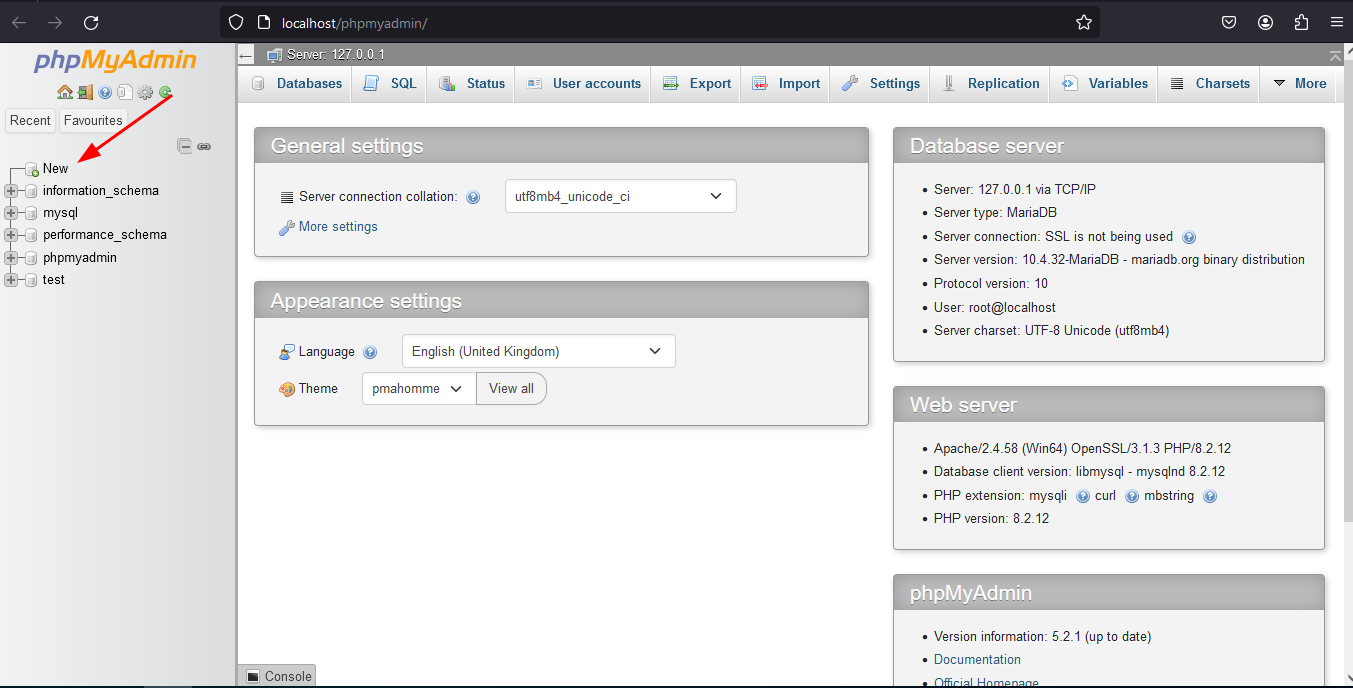 localhost/phpmyadmin/
phpMyAdmin
Recent Favourites
New
information_schema
mysql
performance_schema
phpmyadmin
test
Server: 127.0.0.1
Databases SQL Status User accounts Export Import Settings Replication Variables Charsets More
General settings
Server connection collation: utf8mb4_unicode_ci
More settings
Appearance settings
Language English (United Kingdom)
Theme pmahomme View all
Database server
Server: 127.0.0.1 via TCP/IP
Server type: MariaDB
Server connection: SSL is not being used
Server version: 10.4.32-MariaDB - mariadb.org binary distribution
Protocol version: 10
User: root@localhost
Server charset: UTF-8 Unicode (utf8mb4)
Web server
Apache/2.4.58 (Win64) OpenSSL/3.1.3 PHP/8.2.12
Database client version: libmysql - mysqlnd 8.2.12
PHP extension: mysqli curl mbstring
PHP version: 8.2.12
phpMyAdmin
Version information: 5.2.1 (up to date)
Documentation
Official Homepage
Console